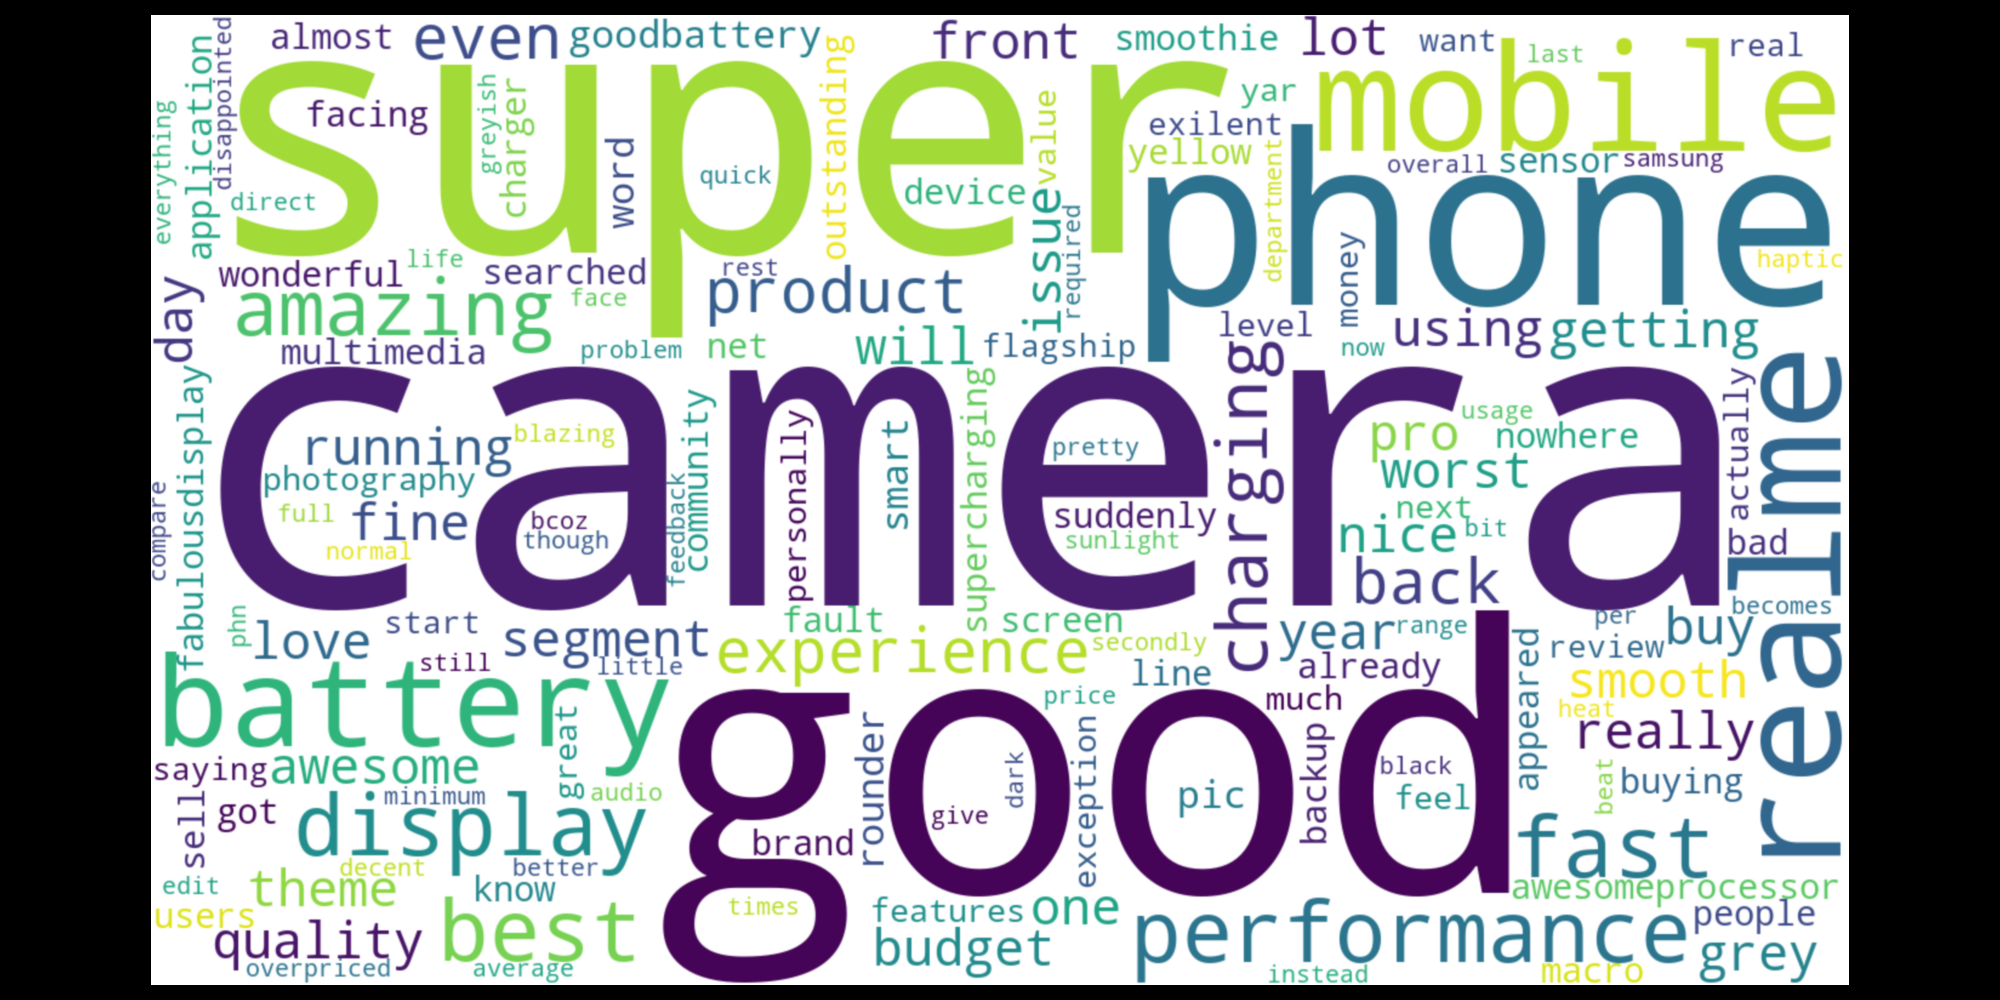 almost
even
goodbattery
front
smoothie
lot
want
last
real
disappointed
application
everything
super
mobile
facing
greyish
charger
outstanding
word
quick
direct
device
value
yar
exilent
yellow
department
overall
sensor
samsung
phone
haptic
issue
required
money
life
wonderful
searched
rest
product
day
amazing
face
level
using
getting
multimedia
problem
net
will
flagship
now
camera
charging
realme
actually
fabulousdisplay
compare
running
blazing
photography
full
fine
normal
bcoz
though
feedback
community
personally
smart
supercharging
pretty
suddenly
sunlight
usage
pro
nowhere
worst
next
nice
bit
back
bad
becomes
phn
love
start
segment
still
little
fault
screen
experience
secondly
line
year
range
already
per
review
buy
appeared
smooth
heat
really
battery
good
price
much
saying
awesome
great
audio
minimum
got
sell
display
rounder
give
dark
exception
pic
backup
black
feel
beat
buying
brand
fast
decent
better
edit
theme
know
awesomeprocessor
users
best
times
features
one
performance
people
quality
budget
grey
overpriced
average
instead
macro